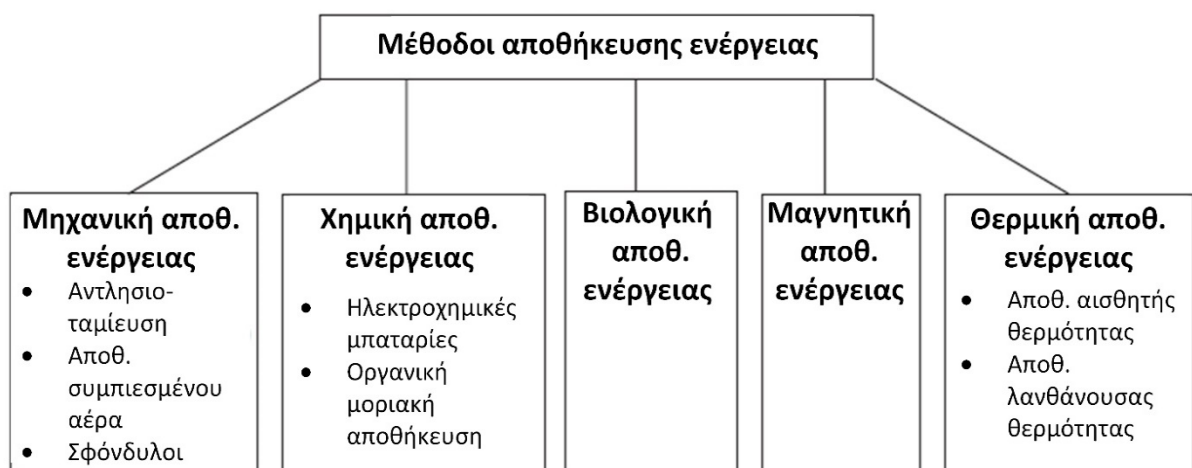 Μέθοδοι αποθήκευσης ενέργειας
Μηχανική αποθ.
ενέργειας
• Αντλησιο-
ταμίευση
• Αποθ.
συμπιεσμένου
αέρα
• Σφόνδυλοι
Χημική αποθ.
ενέργειας
• Ηλεκτροχημικές
μπαταρίες
• Οργανική
μοριακή
αποθήκευση
Βιολογική
αποθ.
ενέργειας
Μαγνητική
αποθ.
ενέργειας
Θερμική αποθ.
ενέργειας
• Αποθ. αισθητής
θερμότητας
• Αποθ.
λανθάνουσας
θερμότητας